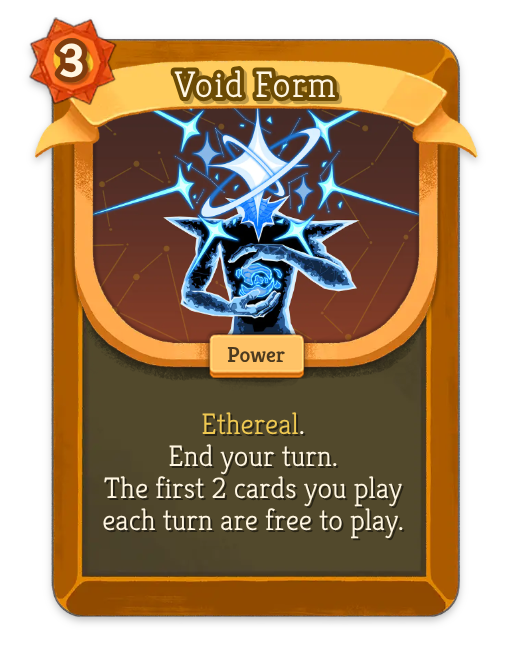 3
Void Form
Power
Ethereal.
End your turn.
The first 2 cards you play
each turn are free to play.